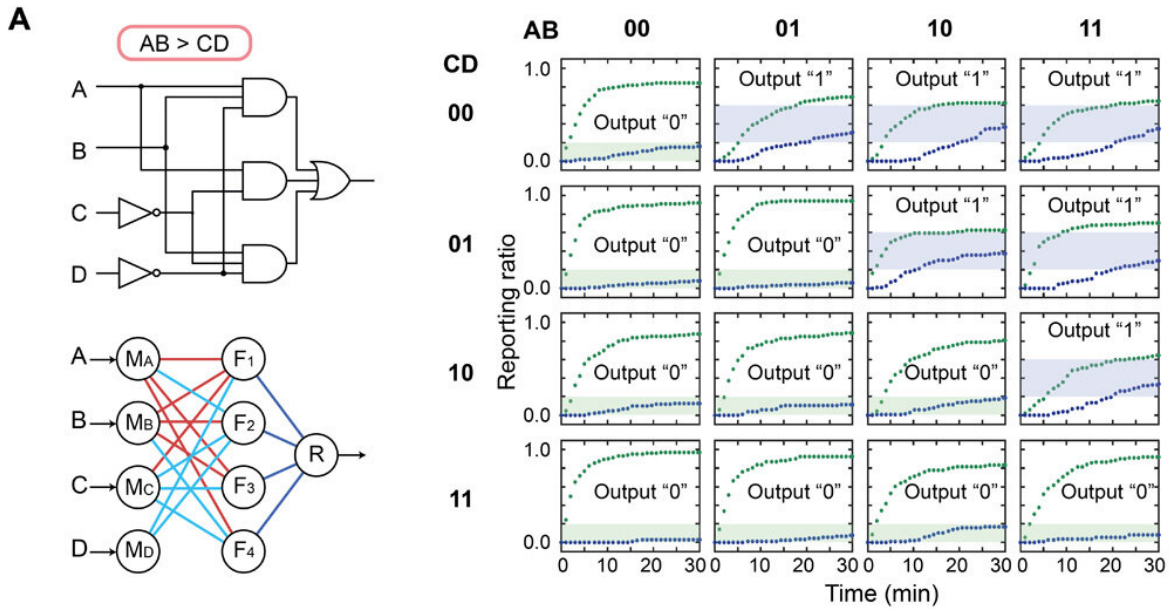 A
AB > CD
A
B
C
D
A
B
C
D
MA
MB
MC
MD
F1
F2
F3
F4
R
AB 00 01 10 11
CD
00
01
10
11
Reporting ratio
1.0
0.0
Output “0”
Output “1”
Output “1”
Output “1”
1.0
0.0
Output “0”
Output “0”
Output “1”
Output “1”
1.0
0.0
Output “0”
Output “0”
Output “0”
Output “1”
1.0
0.0
Output “0”
Output “0”
Output “0”
Output “0”
0 10 20 30 0 10 20 30 0 10 20 30 0 10 20 30
Time (min)